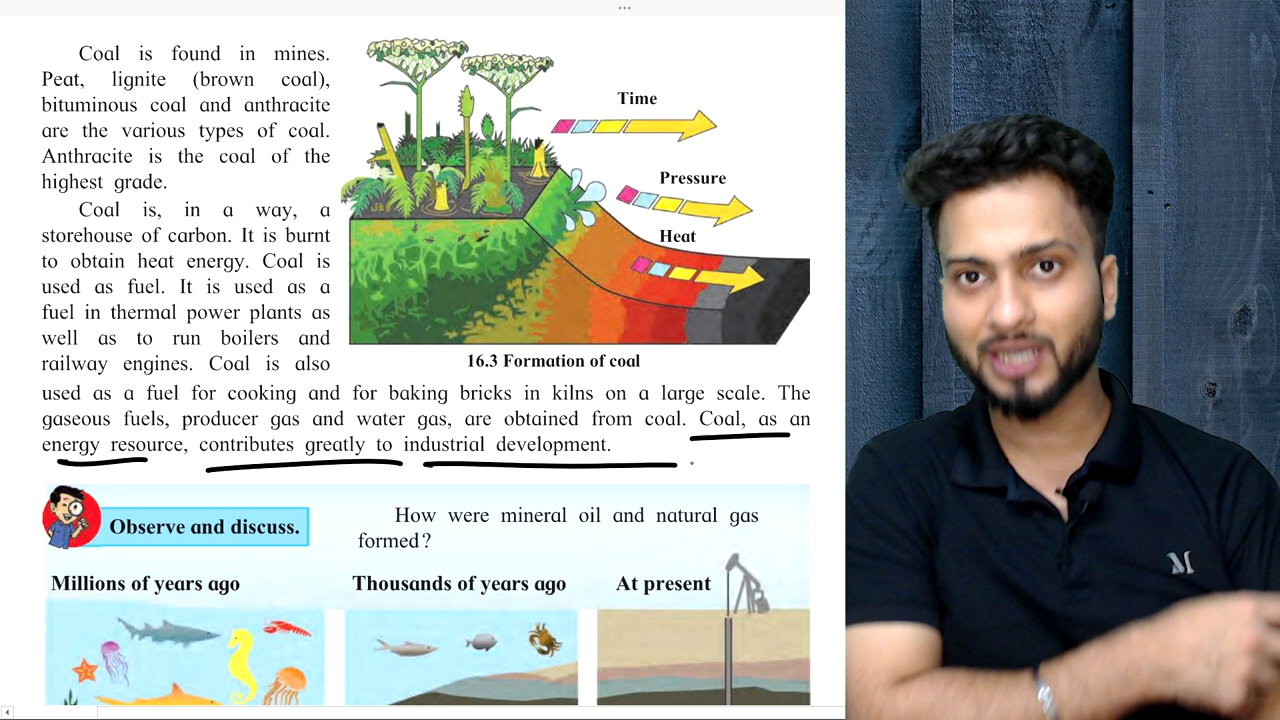 Coal is found in mines.
Peat, lignite (brown coal),
bituminous coal and anthracite
are the various types of coal.
Anthracite is the coal of the
highest grade.
Coal is, in a way, a
storehouse of carbon. It is burnt
to obtain heat energy. Coal is
used as fuel. It is used as a
fuel in thermal power plants as
well as to run boilers and
railway engines. Coal is also
Time
Pressure
Heat
16.3 Formation of coal
used as a fuel for cooking and for baking bricks in kilns on a large scale. The
gaseous fuels, producer gas and water gas, are obtained from coal. Coal, as an
energy resource, contributes greatly to industrial development.
Observe and discuss.
How were mineral oil and natural gas
formed?
Millions of years ago
Thousands of years ago
At present
M